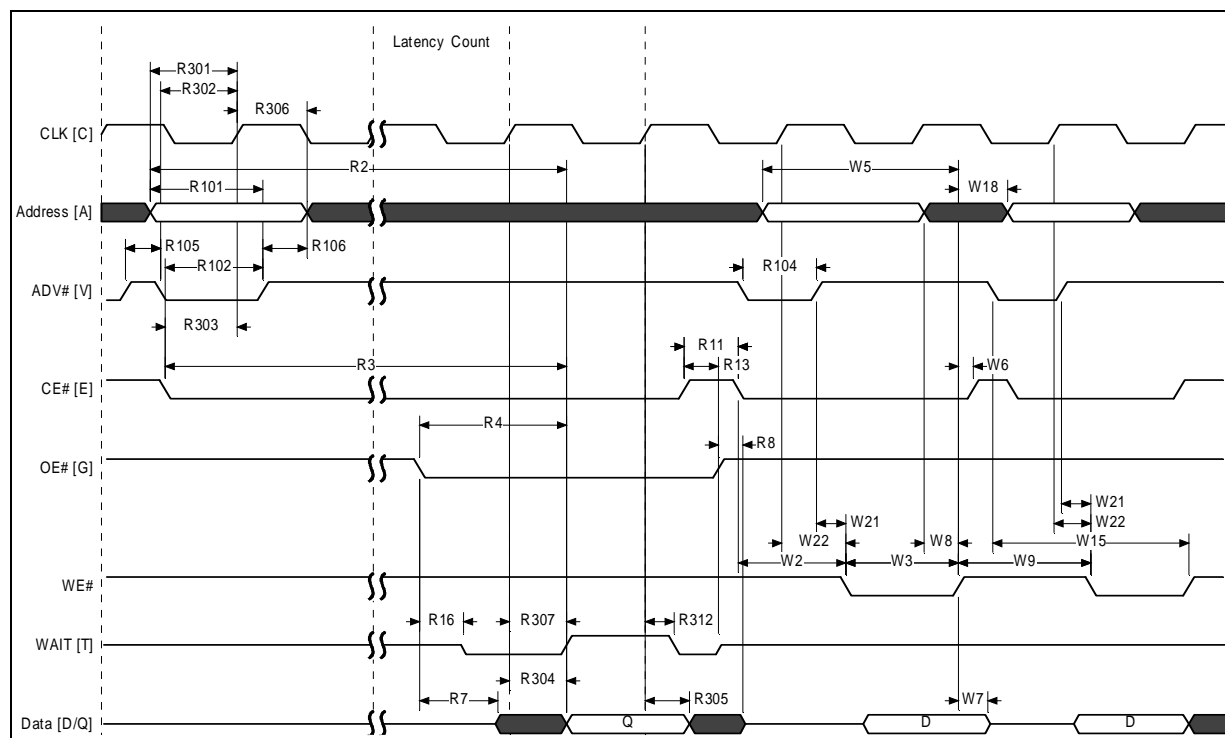 Latency Count
R301
R302
R306
CLK [C]
R2
W5
R101
W18
Address [A]
R105
R106
R102
R104
ADV# [V]
R303
R11
R3
R13
W6
CE# [E]
R4
R8
OE# [G]
W21
W21
W22
W22
W8
W15
W2
W3
W9
WE#
R16
R307
R312
WAIT [T]
R304
R7
R305
W7
Data [D/Q]
Q
D
D